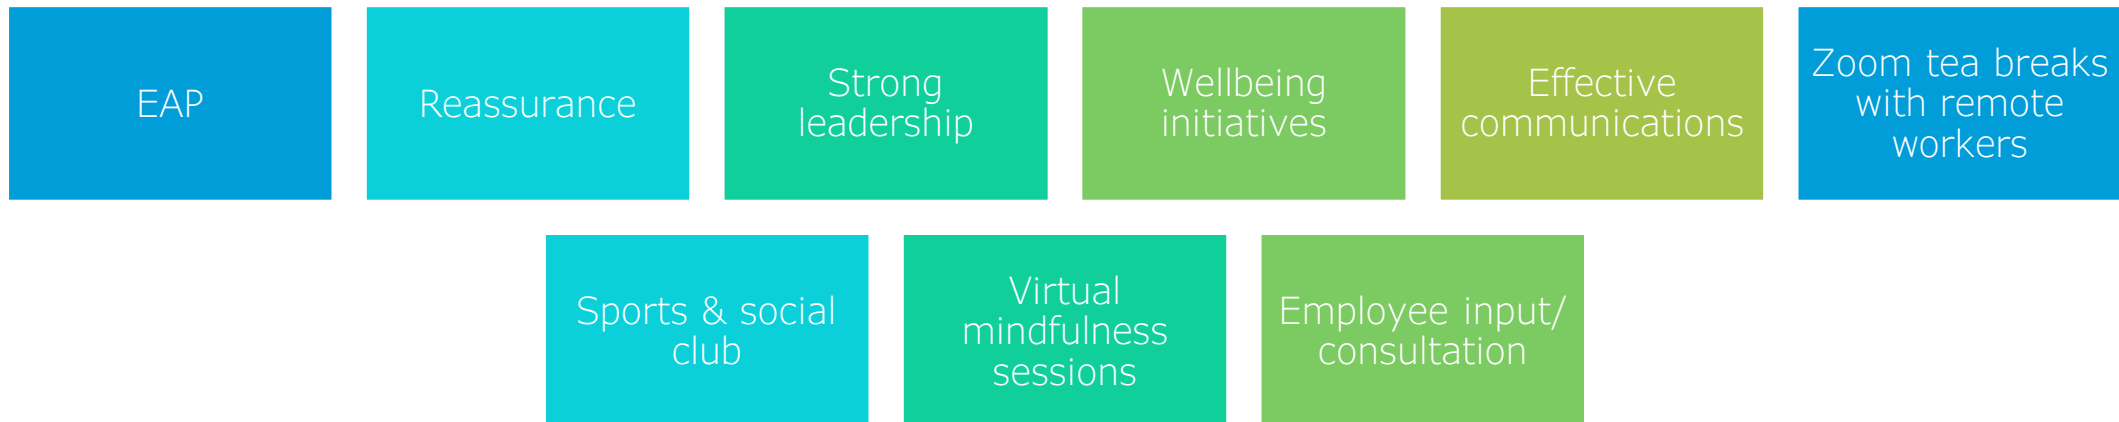 EAP
Reassurance
Strong
leadership
Wellbeing
initiatives
Effective
communications
Zoom tea breaks
with remote
workers
Sports & social
club
Virtual
mindfulness
sessions
Employee input/
consultation